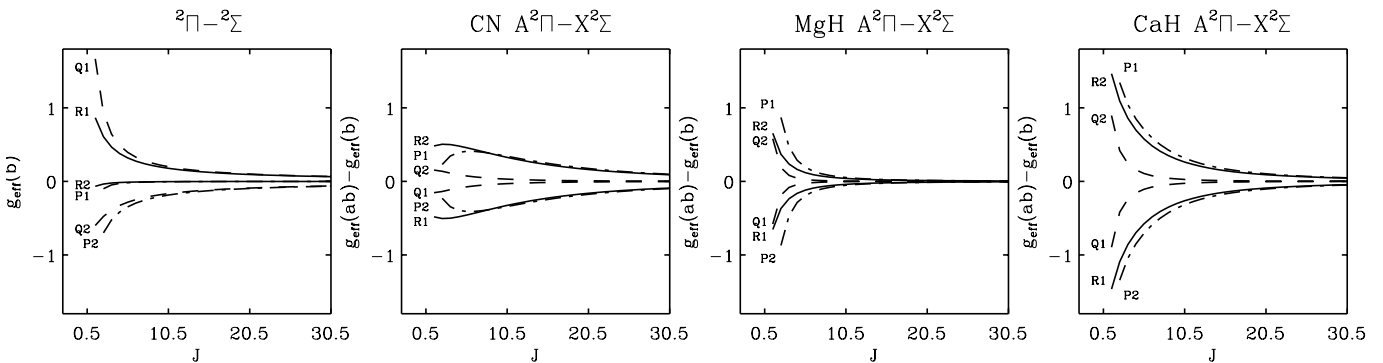 ²Π−²Σ
g_eff(b)
1
0
−1
Q1
R1
R2
P1
Q2
P2
0.5 10.5 20.5 30.5
J
CN A²Π−X²Σ
g_eff(ab)−g_eff(b)
R2
P1
Q2
Q1
P2
R1
0.5 10.5 20.5 30.5
J
MgH A²Π−X²Σ
g_eff(ab)−g_eff(b)
1
0
−1
P1
R2
Q2
Q1
R1
P2
0.5 10.5 20.5 30.5
J
CaH A²Π−X²Σ
g_eff(ab)−g_eff(b)
1
0
−1
P1
R2
Q2
Q1
R1
P2
0.5 10.5 20.5 30.5
J